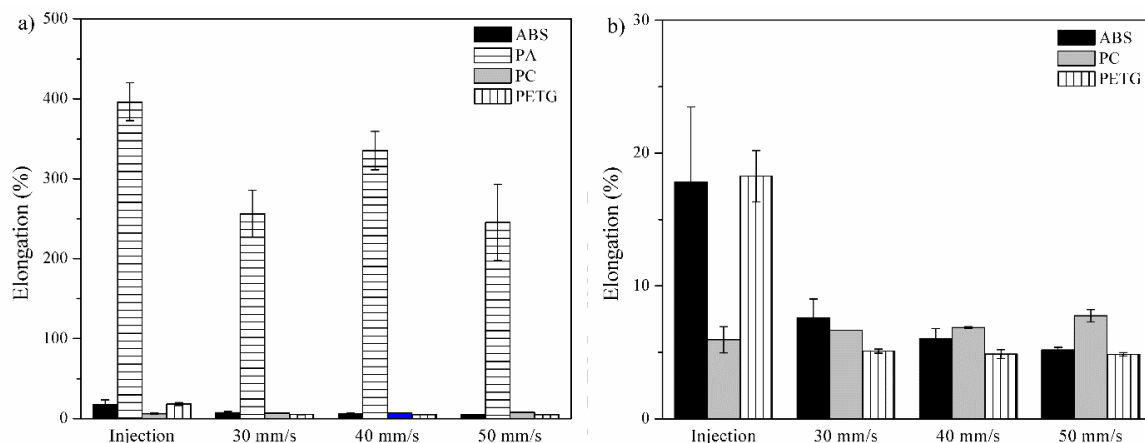 a)
Elongation (%)
500
400
300
200
100
0
ABS
PA
PC
PETG
Injection 30 mm/s 40 mm/s 50 mm/s
b)
Elongation (%)
30
20
10
0
ABS
PC
PETG
Injection 30 mm/s 40 mm/s 50 mm/s